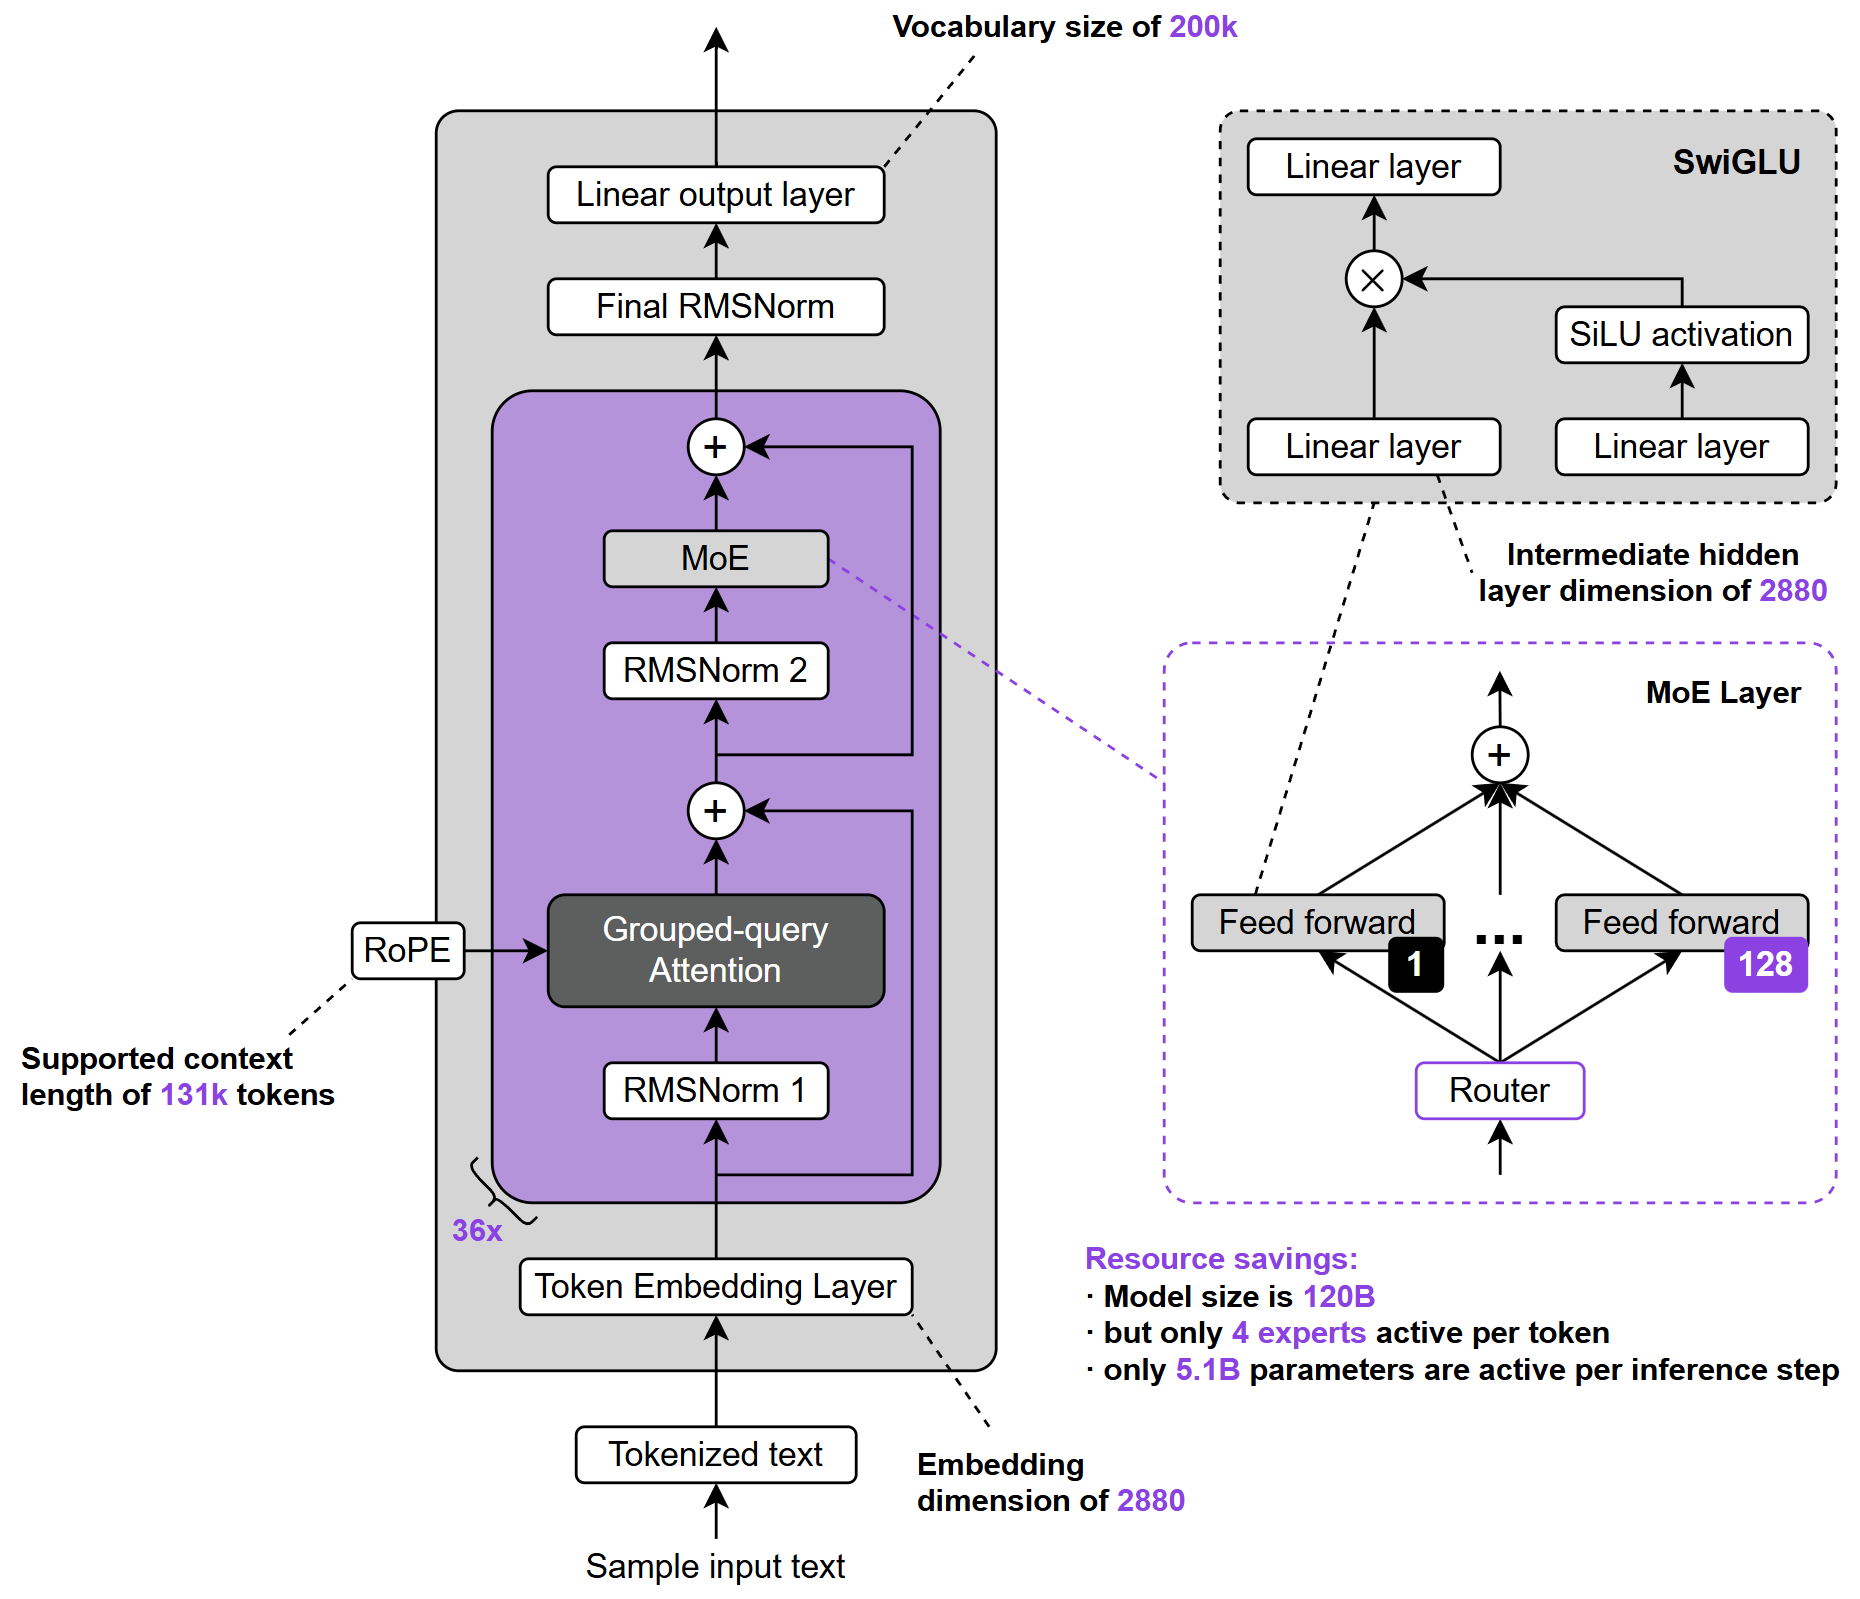 Vocabulary size of 200k
Linear output layer
Final RMSNorm
+
MoE
RMSNorm 2
+
Grouped-query
Attention
RoPE
Supported context
length of 131k tokens
RMSNorm 1
36x
Token Embedding Layer
Tokenized text
Embedding
dimension of 2880
Sample input text
SwiGLU
Linear layer
×
SiLU activation
Linear layer
Linear layer
Intermediate hidden
layer dimension of 2880
MoE Layer
+
Feed forward
1
...
Feed forward
128
Router
Resource savings:
· Model size is 120B
· but only 4 experts active per token
· only 5.1B parameters are active per inference step